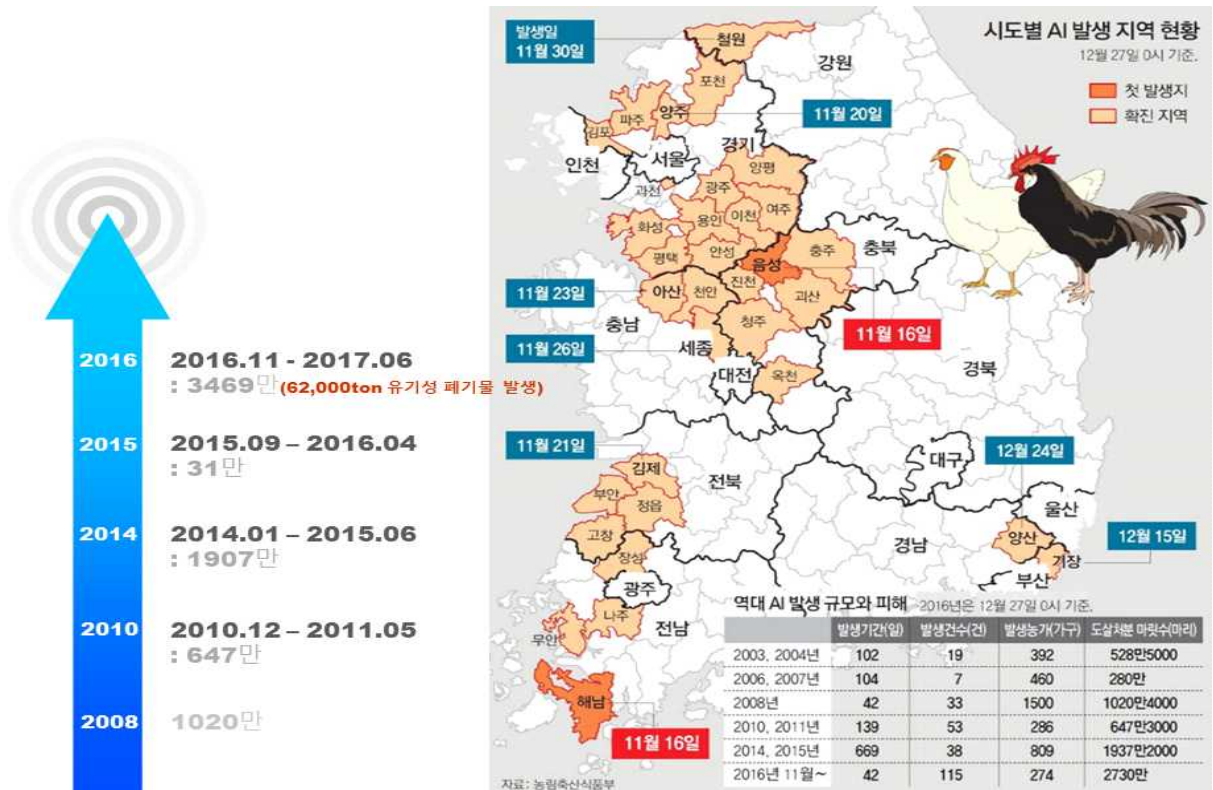 2016
2016.11 - 2017.06
: 3469만 (62,000ton 유기성 폐기물 발생)
2015
2015.09 – 2016.04
: 31만
2014
2014.01 – 2015.06
: 1907만
2010
2010.12 – 2011.05
: 647만
2008
1020만
시도별 AI 발생 지역 현황
12월 27일 0시 기준.
첫 발생지
확진 지역
발생일
11월 30일
철원
강원
포천
파주
양주
11월 20일
김포
인천
서울
경기
과천
양평
광주
화성
용인
이천
여주
평택
안성
음성
충주
충북
11월 23일
아산
천안
진천
괴산
충남
청주
11월 16일
11월 26일
세종
대전
옥천
경북
11월 21일
김제
전북
대구
12월 24일
부안
정읍
울산
고창
장성
경남
양산
12월 15일
기장
광주
부산
나주
전남
무안
해남
11월 16일
역대 AI 발생 규모와 피해 2016년은 12월 27일 0시 기준.
발생기간(일) 발생건수(건) 발생농가(가구) 도살처분 마릿수(마리)
2003, 2004년 102 19 392 528만5000
2006, 2007년 104 7 460 280만
2008년 42 33 1500 1020만4000
2010, 2011년 139 53 286 647만3000
2014, 2015년 669 38 809 1937만2000
2016년 11월~ 42 115 274 2730만
자료: 농림축산식품부